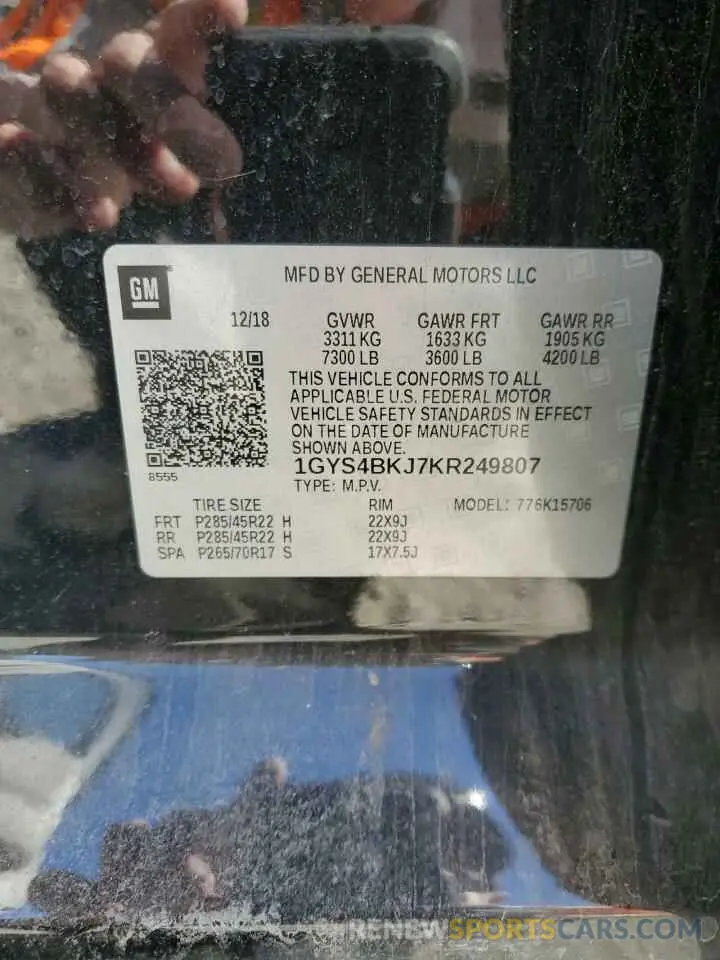 GM
MFD BY GENERAL MOTORS LLC
12/18 GVWR GAWR FRT GAWR RR
3311 KG 1633 KG 1905 KG
7300 LB 3600 LB 4200 LB
THIS VEHICLE CONFORMS TO ALL
APPLICABLE U.S. FEDERAL MOTOR
VEHICLE SAFETY STANDARDS IN EFFECT
ON THE DATE OF MANUFACTURE
SHOWN ABOVE.
1GYS4BKJ7KR249807
8555
TYPE: M.P.V.
TIRE SIZE RIM MODEL: 776K15706
FRT P285/45R22 H 22X9J
RR P285/45R22 H 22X9J
SPA P265/70R17 S 17X7.5J
RENEWSPORTSCARS.COM